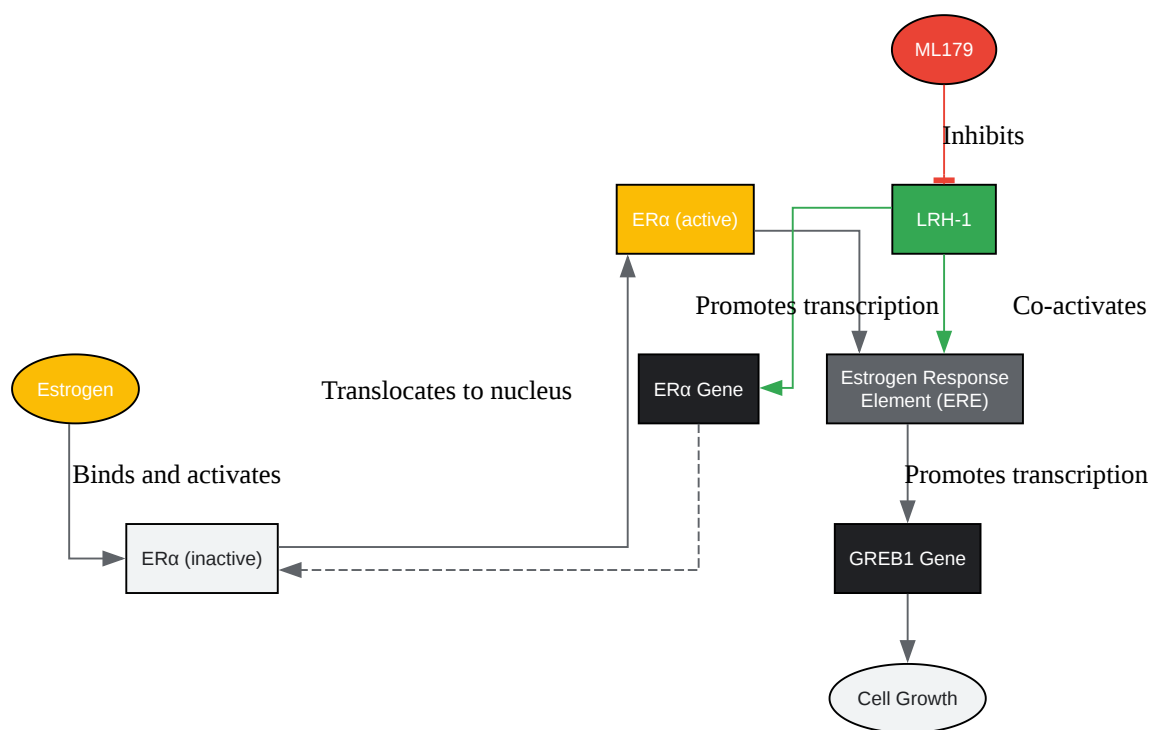 ML179
Inhibits
ERα (active)
LRH-1
Promotes transcription
Co-activates
Estrogen
Translocates to nucleus
ERα Gene
Estrogen Response
Element (ERE)
Binds and activates
Promotes transcription
ERα (inactive)
GREB1 Gene
Cell Growth